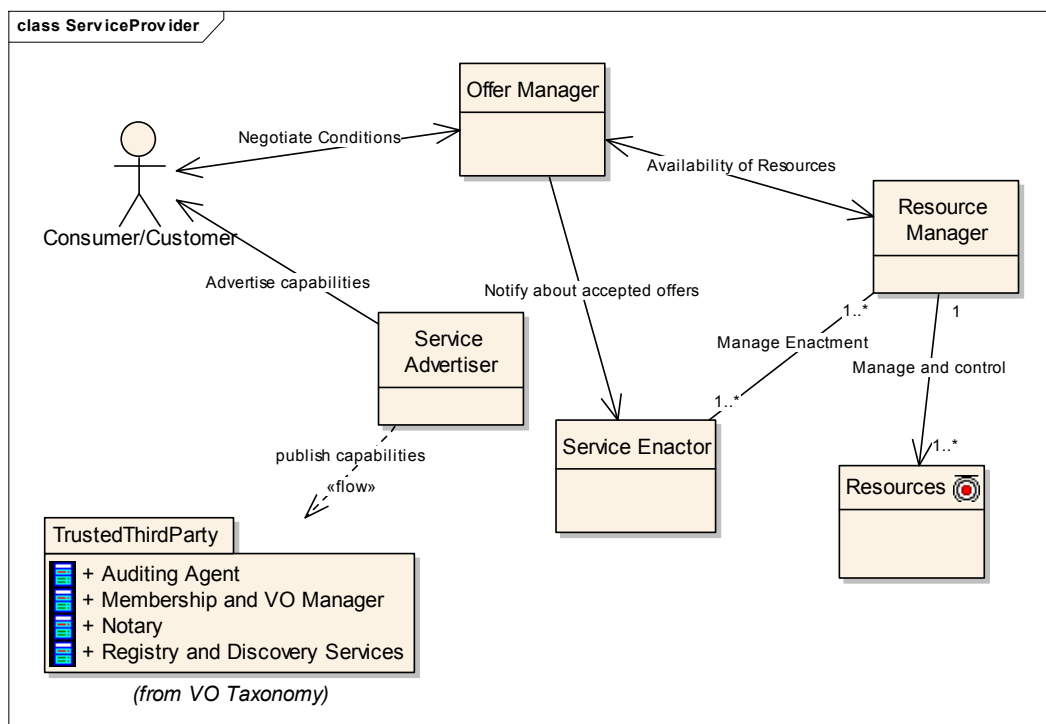 class ServiceProvider
Offer Manager
Negotiate Conditions
Availability of Resources
Consumer/Customer
Resource
Manager
Advertise capabilities
Notify about accepted offers
Service
Advertiser
1..*
1
Manage Enactment
Manage and control
1..*
1..*
publish capabilities
«flow»
Service Enactor
Resources
TrustedThirdParty
+ Auditing Agent
+ Membership and VO Manager
+ Notary
+ Registry and Discovery Services
(from VO Taxonomy)